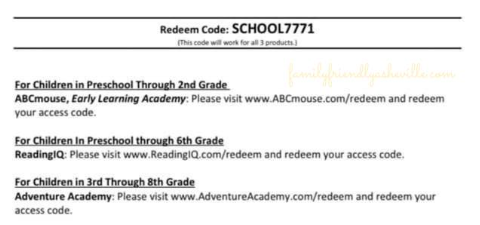 Redeem Code: SCHOOL7771
(This code will work for all 3 products.)
familyfriendlyasheville.com
For Children in Preschool Through 2nd Grade
ABCmouse, Early Learning Academy: Please visit www.ABCmouse.com/redeem and redeem
your access code.
For Children In Preschool through 6th Grade
ReadingIQ: Please visit www.ReadingIQ.com/redeem and redeem your access code.
For Children in 3rd Through 8th Grade
Adventure Academy: Please visit www.AdventureAcademy.com/redeem and redeem your
access code.